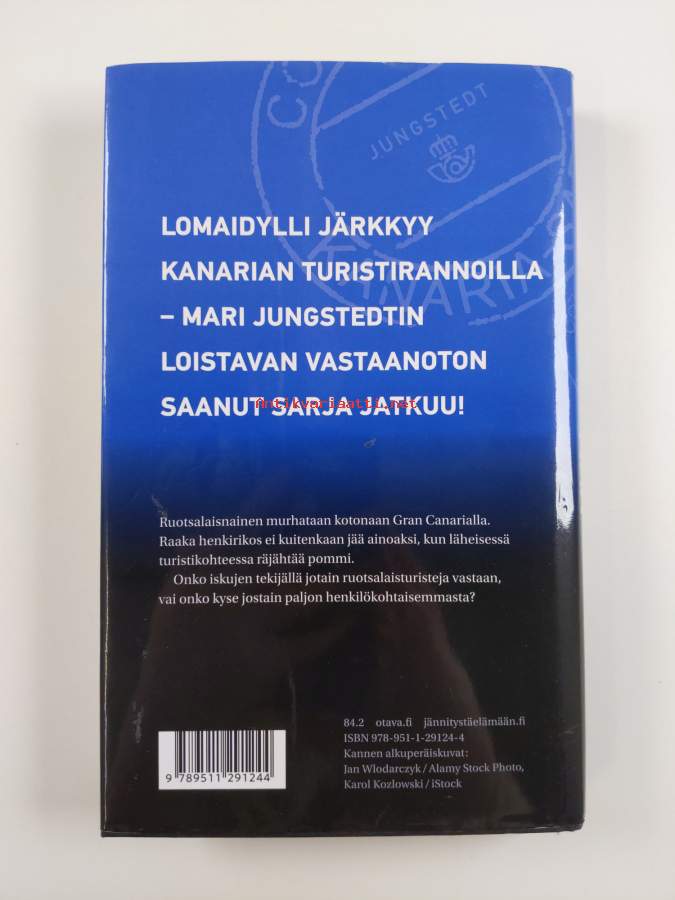 JUNGSTEDT
KANARIA
LOMAIDYLLI JÄRKKYY
KANARIAN TURISTIRANNOILLA
– MARI JUNGSTEDTIN
LOISTAVAN VASTAANOTON
SAANUT SARJA JATKUU!
Antikvariaatti.net
Ruotsalaisnainen murhataan kotonaan Gran Canarialla.
Raaka henkirikos ei kuitenkaan jää ainoaksi, kun läheisessä
turistikohteessa räjähtää pommi.
Onko iskujen tekijällä jotain ruotsalaisturisteja vastaan,
vai onko kyse jostain paljon henkilökohtaisemmasta?
84.2 otava.fi jännitystäelämään.fi
ISBN 978-951-1-29124-4
Kannen alkuperäiskuvat:
Jan Wlodarczyk / Alamy Stock Photo,
Karol Kozlowski / iStock
9 789511 291244